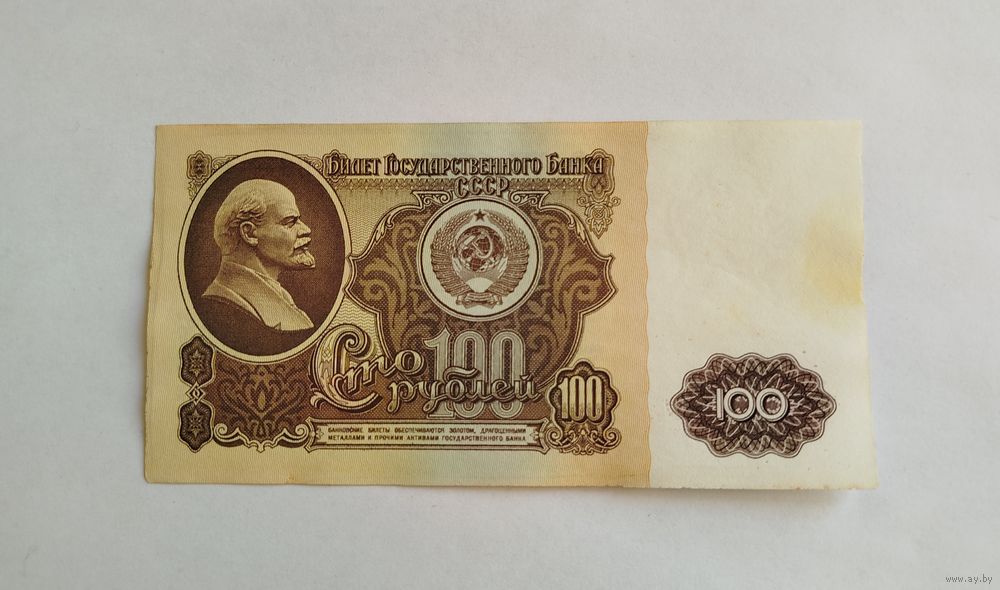 Билет Государственного Банка
СССР
Сто
рублей
100
100
100
БАНКОВСКИЕ БИЛЕТЫ ОБЕСПЕЧИВАЮТСЯ ЗОЛОТОМ, ДРАГОЦЕННЫМИ
МЕТАЛЛАМИ И ПРОЧИМИ АКТИВАМИ ГОСУДАРСТВЕННОГО БАНКА
www.ay.by